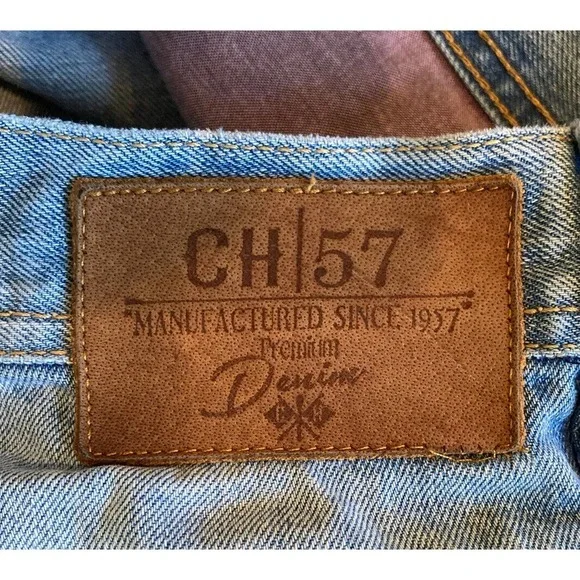 CH|57
"MANUFACTURED SINCE 1957"
Premium
Denim
C H